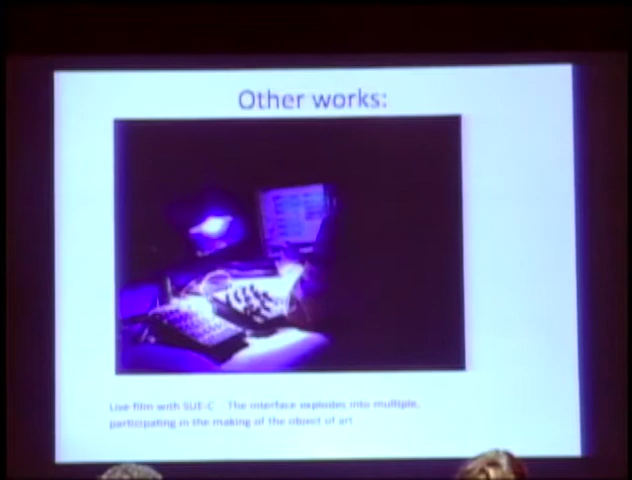 Other works:
Live film with SUE-C The interface explodes into multiple,
participating in the making of the object of art